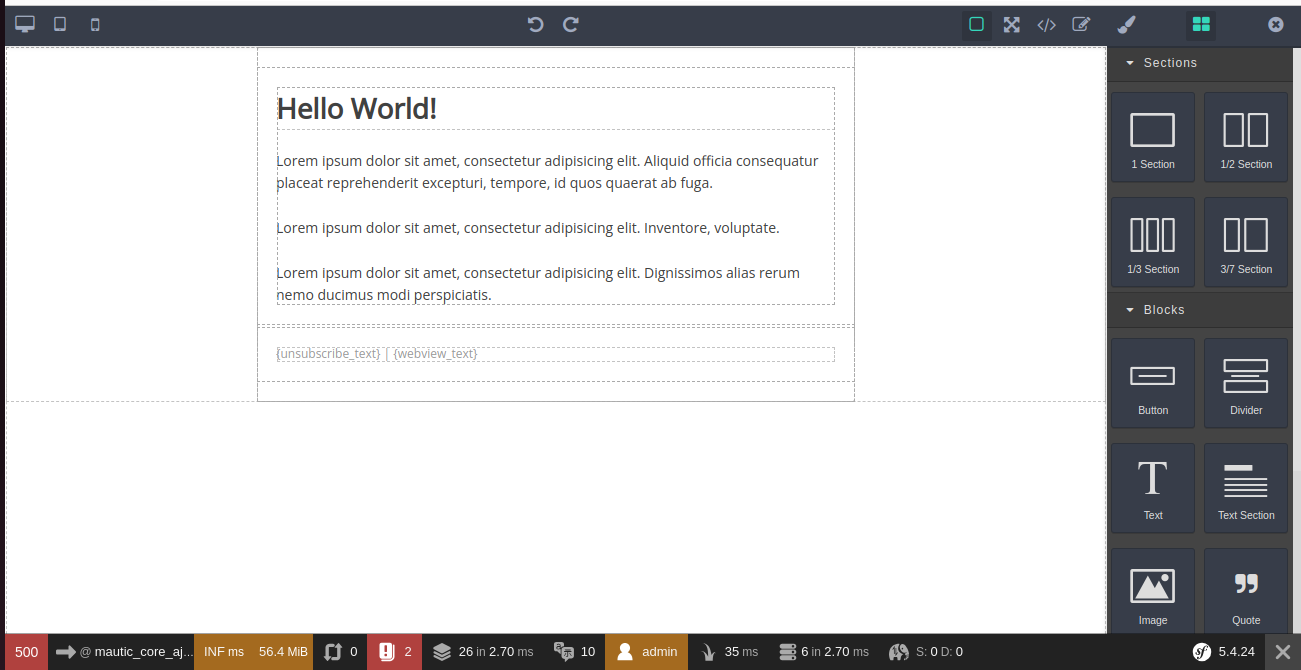 Hello World!
Lorem ipsum dolor sit amet, consectetur adipisicing elit. Aliquid officia consequatur
placeat reprehenderit excepturi, tempore, id quos quaerat ab fuga.
Lorem ipsum dolor sit amet, consectetur adipisicing elit. Inventore, voluptate.
Lorem ipsum dolor sit amet, consectetur adipisicing elit. Dignissimos alias rerum
nemo ducimus modi perspiciatis.
{unsubscribe_text} | {webview_text}
Sections
1 Section
1/2 Section
1/3 Section
3/7 Section
Blocks
Button
Divider
Text
Text Section
Image
Quote
500 @ mautic_core_aj... INF ms 56.4 MiB 0 2 26 in 2.70 ms 10 admin 35 ms 6 in 2.70 ms S: 0 D: 0 sf 5.4.24